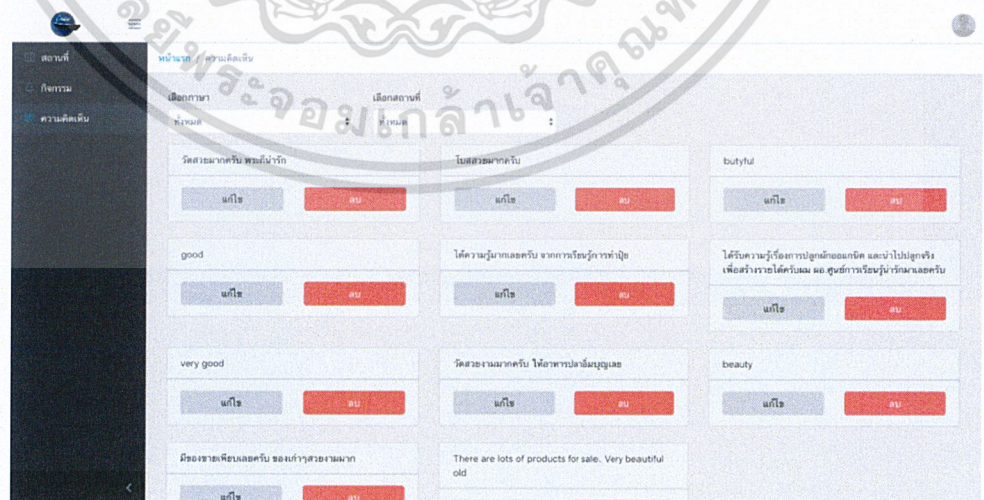 สถานที่
หน้าแรก / ความคิดเห็น
กิจกรรม
ความคิดเห็น
เลือกภาษา
เลือกสถานที่
ทั้งหมด
ทั้งหมด
วัดสวยมากครับ พระก็น่ารัก
โบสสวยมากครับ
butyful
แก้ไข
ลบ
แก้ไข
ลบ
แก้ไข
ลบ
good
ได้ความรู้มากเลยครับ จากการเรียนรู้การทำปุ๋ย
ได้รับความรู้เรื่องการปลูกผักออแกนิค และนำไปปลูกจริง
เพื่อสร้างรายได้ครับผม ผอ.ศูนย์การเรียนรู้น่ารักมาเลยครับ
แก้ไข
ลบ
แก้ไข
ลบ
แก้ไข
ลบ
very good
วัดสวยงามมากครับ ให้อาหารปลาอิ่มบุญเลย
beauty
แก้ไข
ลบ
แก้ไข
ลบ
แก้ไข
ลบ
มีของขายเพียบเลยครับ ของเก่าๆสวยงามมาก
There are lots of products for sale. Very beautiful
old
แก้ไข
ลบ